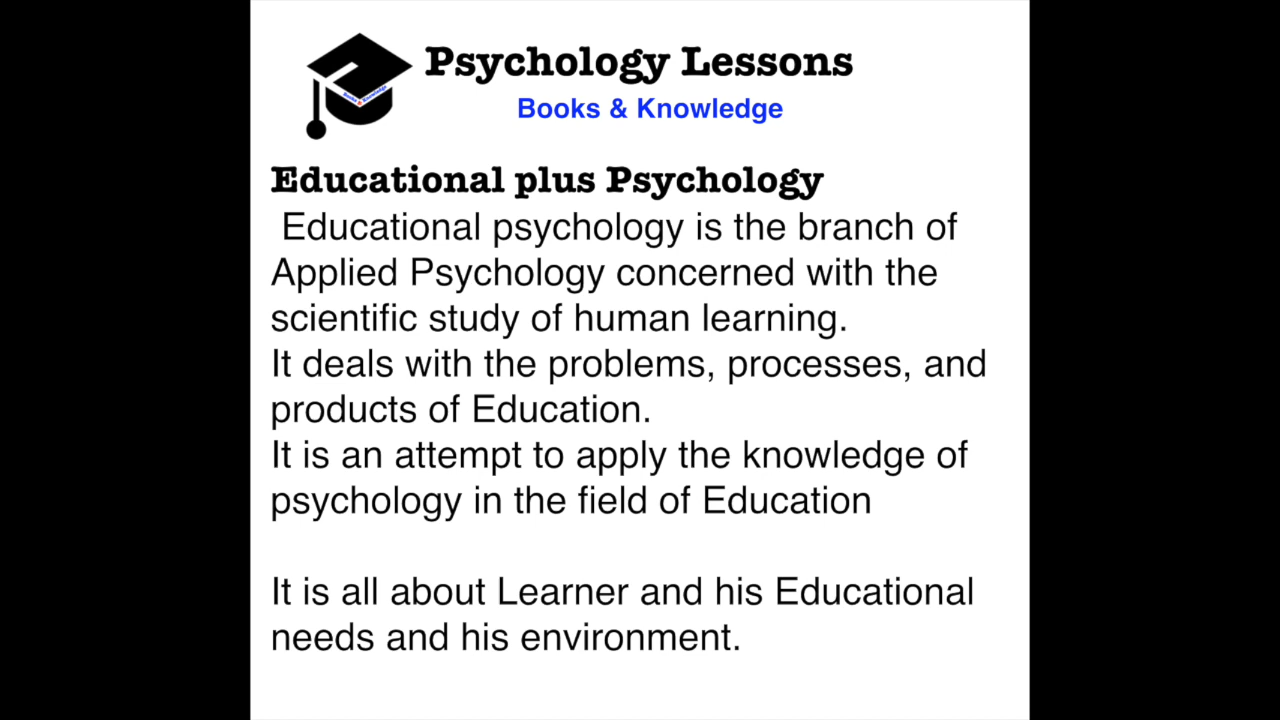 Psychology Lessons
Books & Knowledge
Educational plus Psychology
Educational psychology is the branch of
Applied Psychology concerned with the
scientific study of human learning.
It deals with the problems, processes, and
products of Education.
It is an attempt to apply the knowledge of
psychology in the field of Education
It is all about Learner and his Educational
needs and his environment.